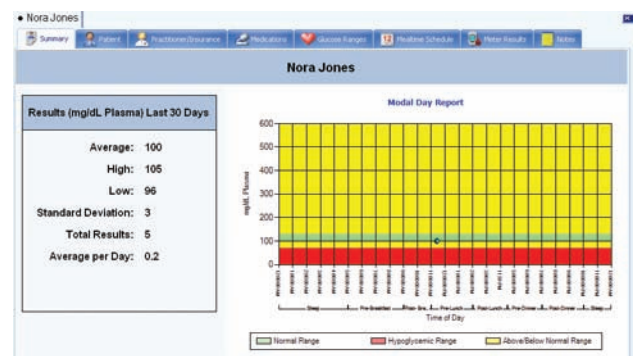 • Nora Jones
Summary Patient Practitioner/Insurance Medications Glucose Ranges Mealtime Schedule Meter Results Notes
Nora Jones
Results (mg/dL Plasma) Last 30 Days
Average: 100
High: 105
Low: 96
Standard Deviation: 3
Total Results: 5
Average per Day: 0.2
Modal Day Report
mg/dL Plasma
600
500
400
300
200
100
0
Sleep Pre-Breakfast Pre-Lunch Post-Lunch Pre-Dinner Post-Dinner Sleep
Time of Day
Normal Range Hypoglycemic Range Above/Below Normal Range